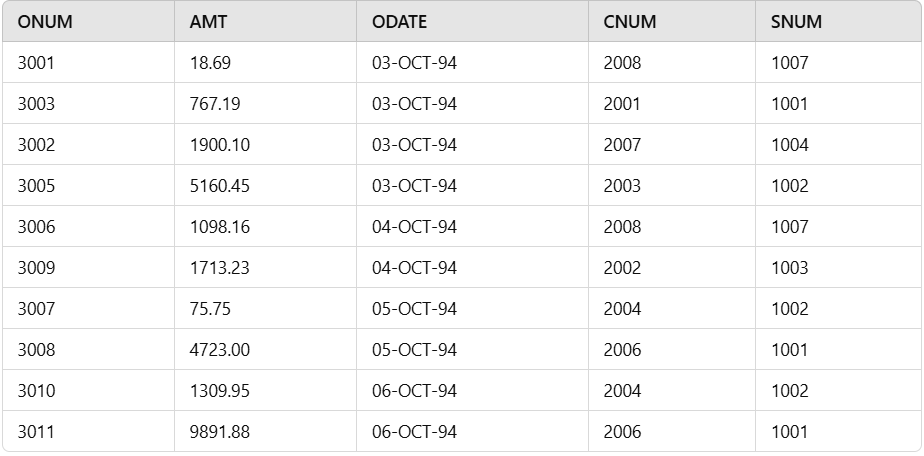 ONUM AMT ODATE CNUM SNUM
3001 18.69 03-OCT-94 2008 1007
3003 767.19 03-OCT-94 2001 1001
3002 1900.10 03-OCT-94 2007 1004
3005 5160.45 03-OCT-94 2003 1002
3006 1098.16 04-OCT-94 2008 1007
3009 1713.23 04-OCT-94 2002 1003
3007 75.75 05-OCT-94 2004 1002
3008 4723.00 05-OCT-94 2006 1001
3010 1309.95 06-OCT-94 2004 1002
3011 9891.88 06-OCT-94 2006 1001